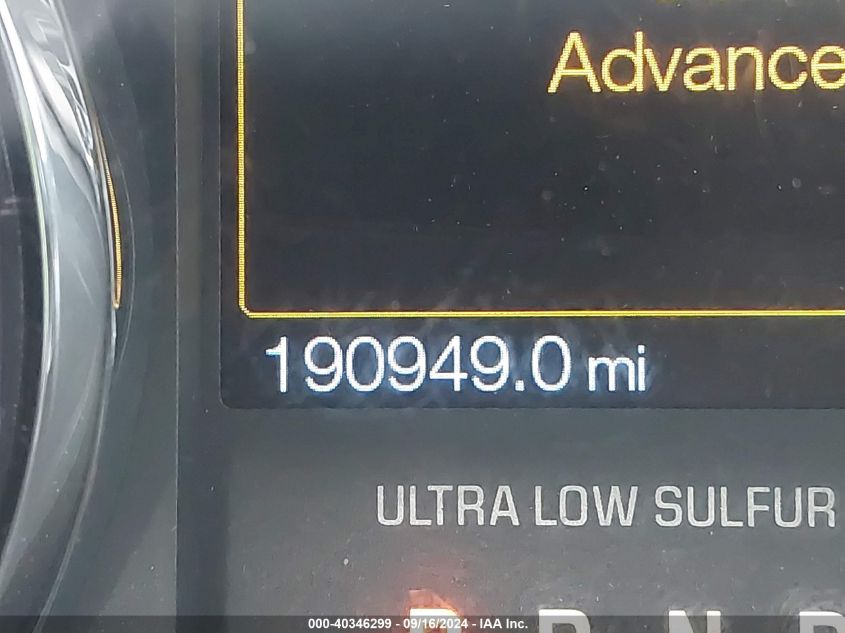 Advance
190949.0 mi
ULTRA LOW SULFUR
P R N D
000-40346299 - 09/16/2024 - IAA Inc.